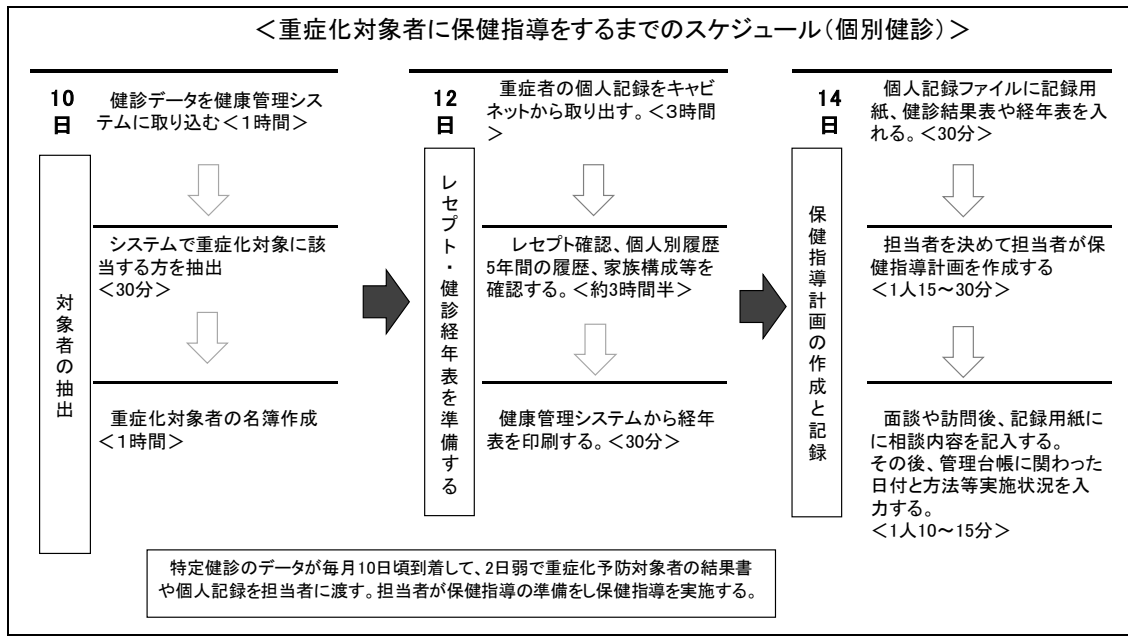 ＜重症化対象者に保健指導をするまでのスケジュール（個別健診）＞
10日
健診データを健康管理シス
テムに取り込む＜１時間＞
対象者の抽出
システムで重症化対象に該
当する方を抽出
＜30分＞
重症化対象者の名簿作成
＜１時間＞
12日
重症者の個人記録をキャビ
ネットから取り出す。＜３時間
＞
レセプト・健診経年表を準備する
レセプト確認、個人別履歴
5年間の履歴、家族構成等を
確認する。＜約3時間半＞
健康管理システムから経年
表を印刷する。＜30分＞
14日
個人記録ファイルに記録用
紙、健診結果表や経年表を入
れる。＜30分＞
保健指導計画の作成と記録
担当者を決めて担当者が保
健指導計画を作成する
＜1人15～30分＞
面談や訪問後、記録用紙に
に相談内容を記入する。
その後、管理台帳に関わった
日付と方法等実施状況を入
力する。
＜1人10～15分＞
特定健診のデータが毎月10日頃到着して、2日弱で重症化予防対象者の結果書
や個人記録を担当者に渡す。担当者が保健指導の準備をし保健指導を実施する。